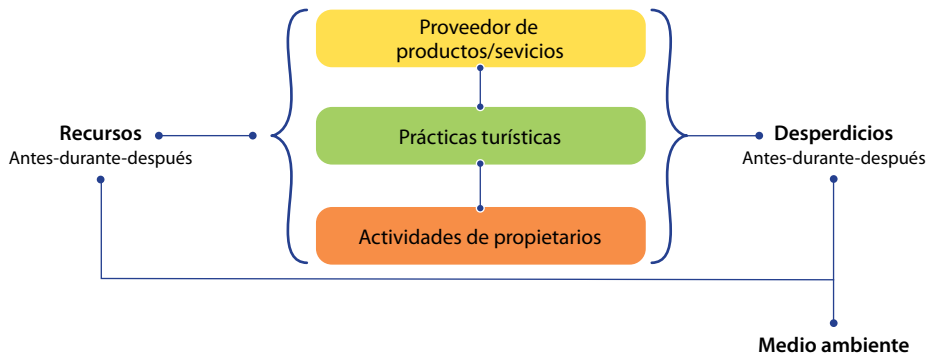 Proveedor de
productos/sevicios
Recursos
Antes-durante-después
Prácticas turísticas
Desperdicios
Antes-durante-después
Actividades de propietarios
Medio ambiente